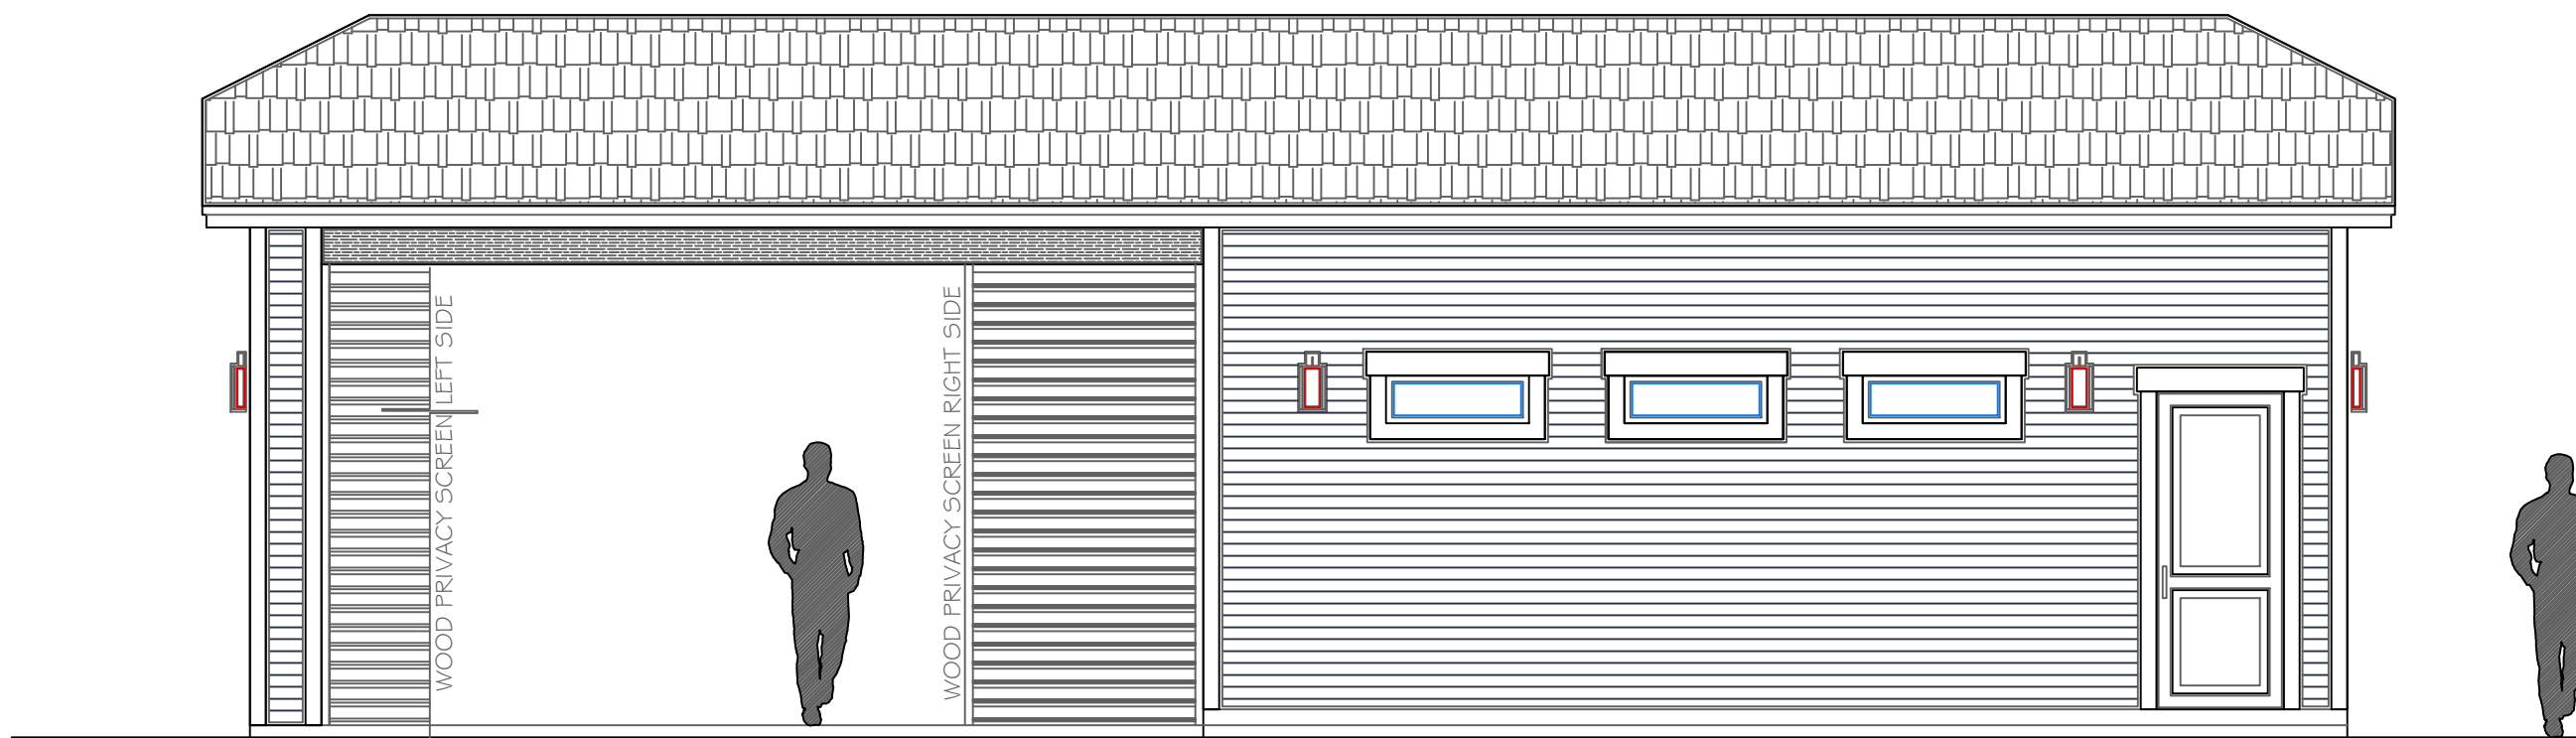 WOOD PRIVACY SCREEN LEFT SIDE
WOOD PRIVACY SCREEN RIGHT SIDE